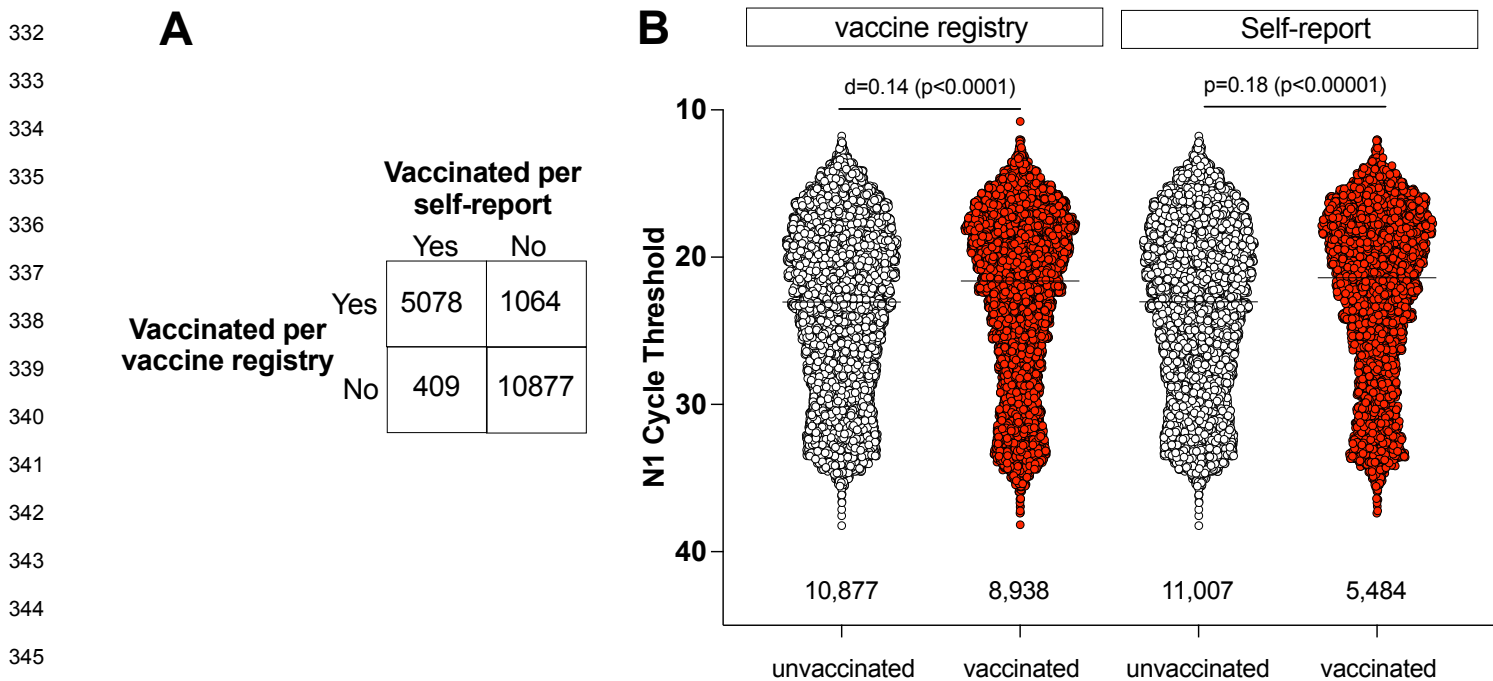 332
333
334
335
336
337
338
339
340
341
342
343
344
345
A
Vaccinated per
self-report
Yes No
Vaccinated per
vaccine registry
Yes 5078 1064
No 409 10877
B
vaccine registry Self-report
d=0.14 (p<0.0001) p=0.18 (p<0.00001)
N1 Cycle Threshold
10
20
30
40
10,877 8,938 11,007 5,484
unvaccinated vaccinated unvaccinated vaccinated